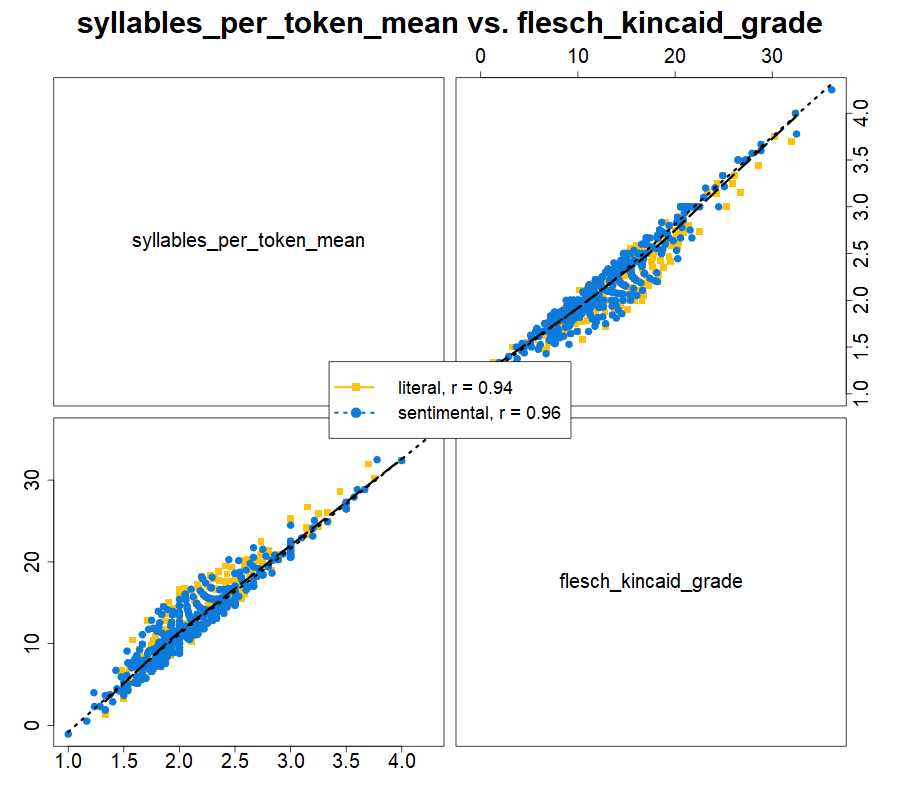 syllables_per_token_mean vs. flesch_kincaid_grade
0 10 20 30
syllables_per_token_mean
1.0 1.5 2.0 2.5 3.0 3.5 4.0
literal, r = 0.94
sentimental, r = 0.96
0 10 20 30
flesch_kincaid_grade
1.0 1.5 2.0 2.5 3.0 3.5 4.0